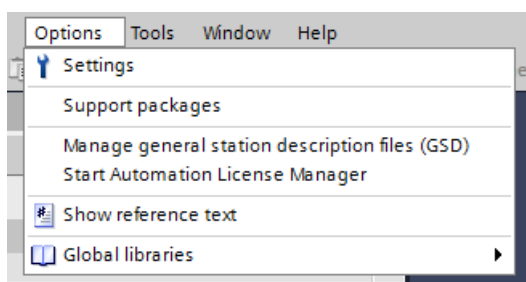 Options Tools Window Help
Settings
Support packages
Manage general station description files (GSD)
Start Automation License Manager
Show reference text
Global libraries